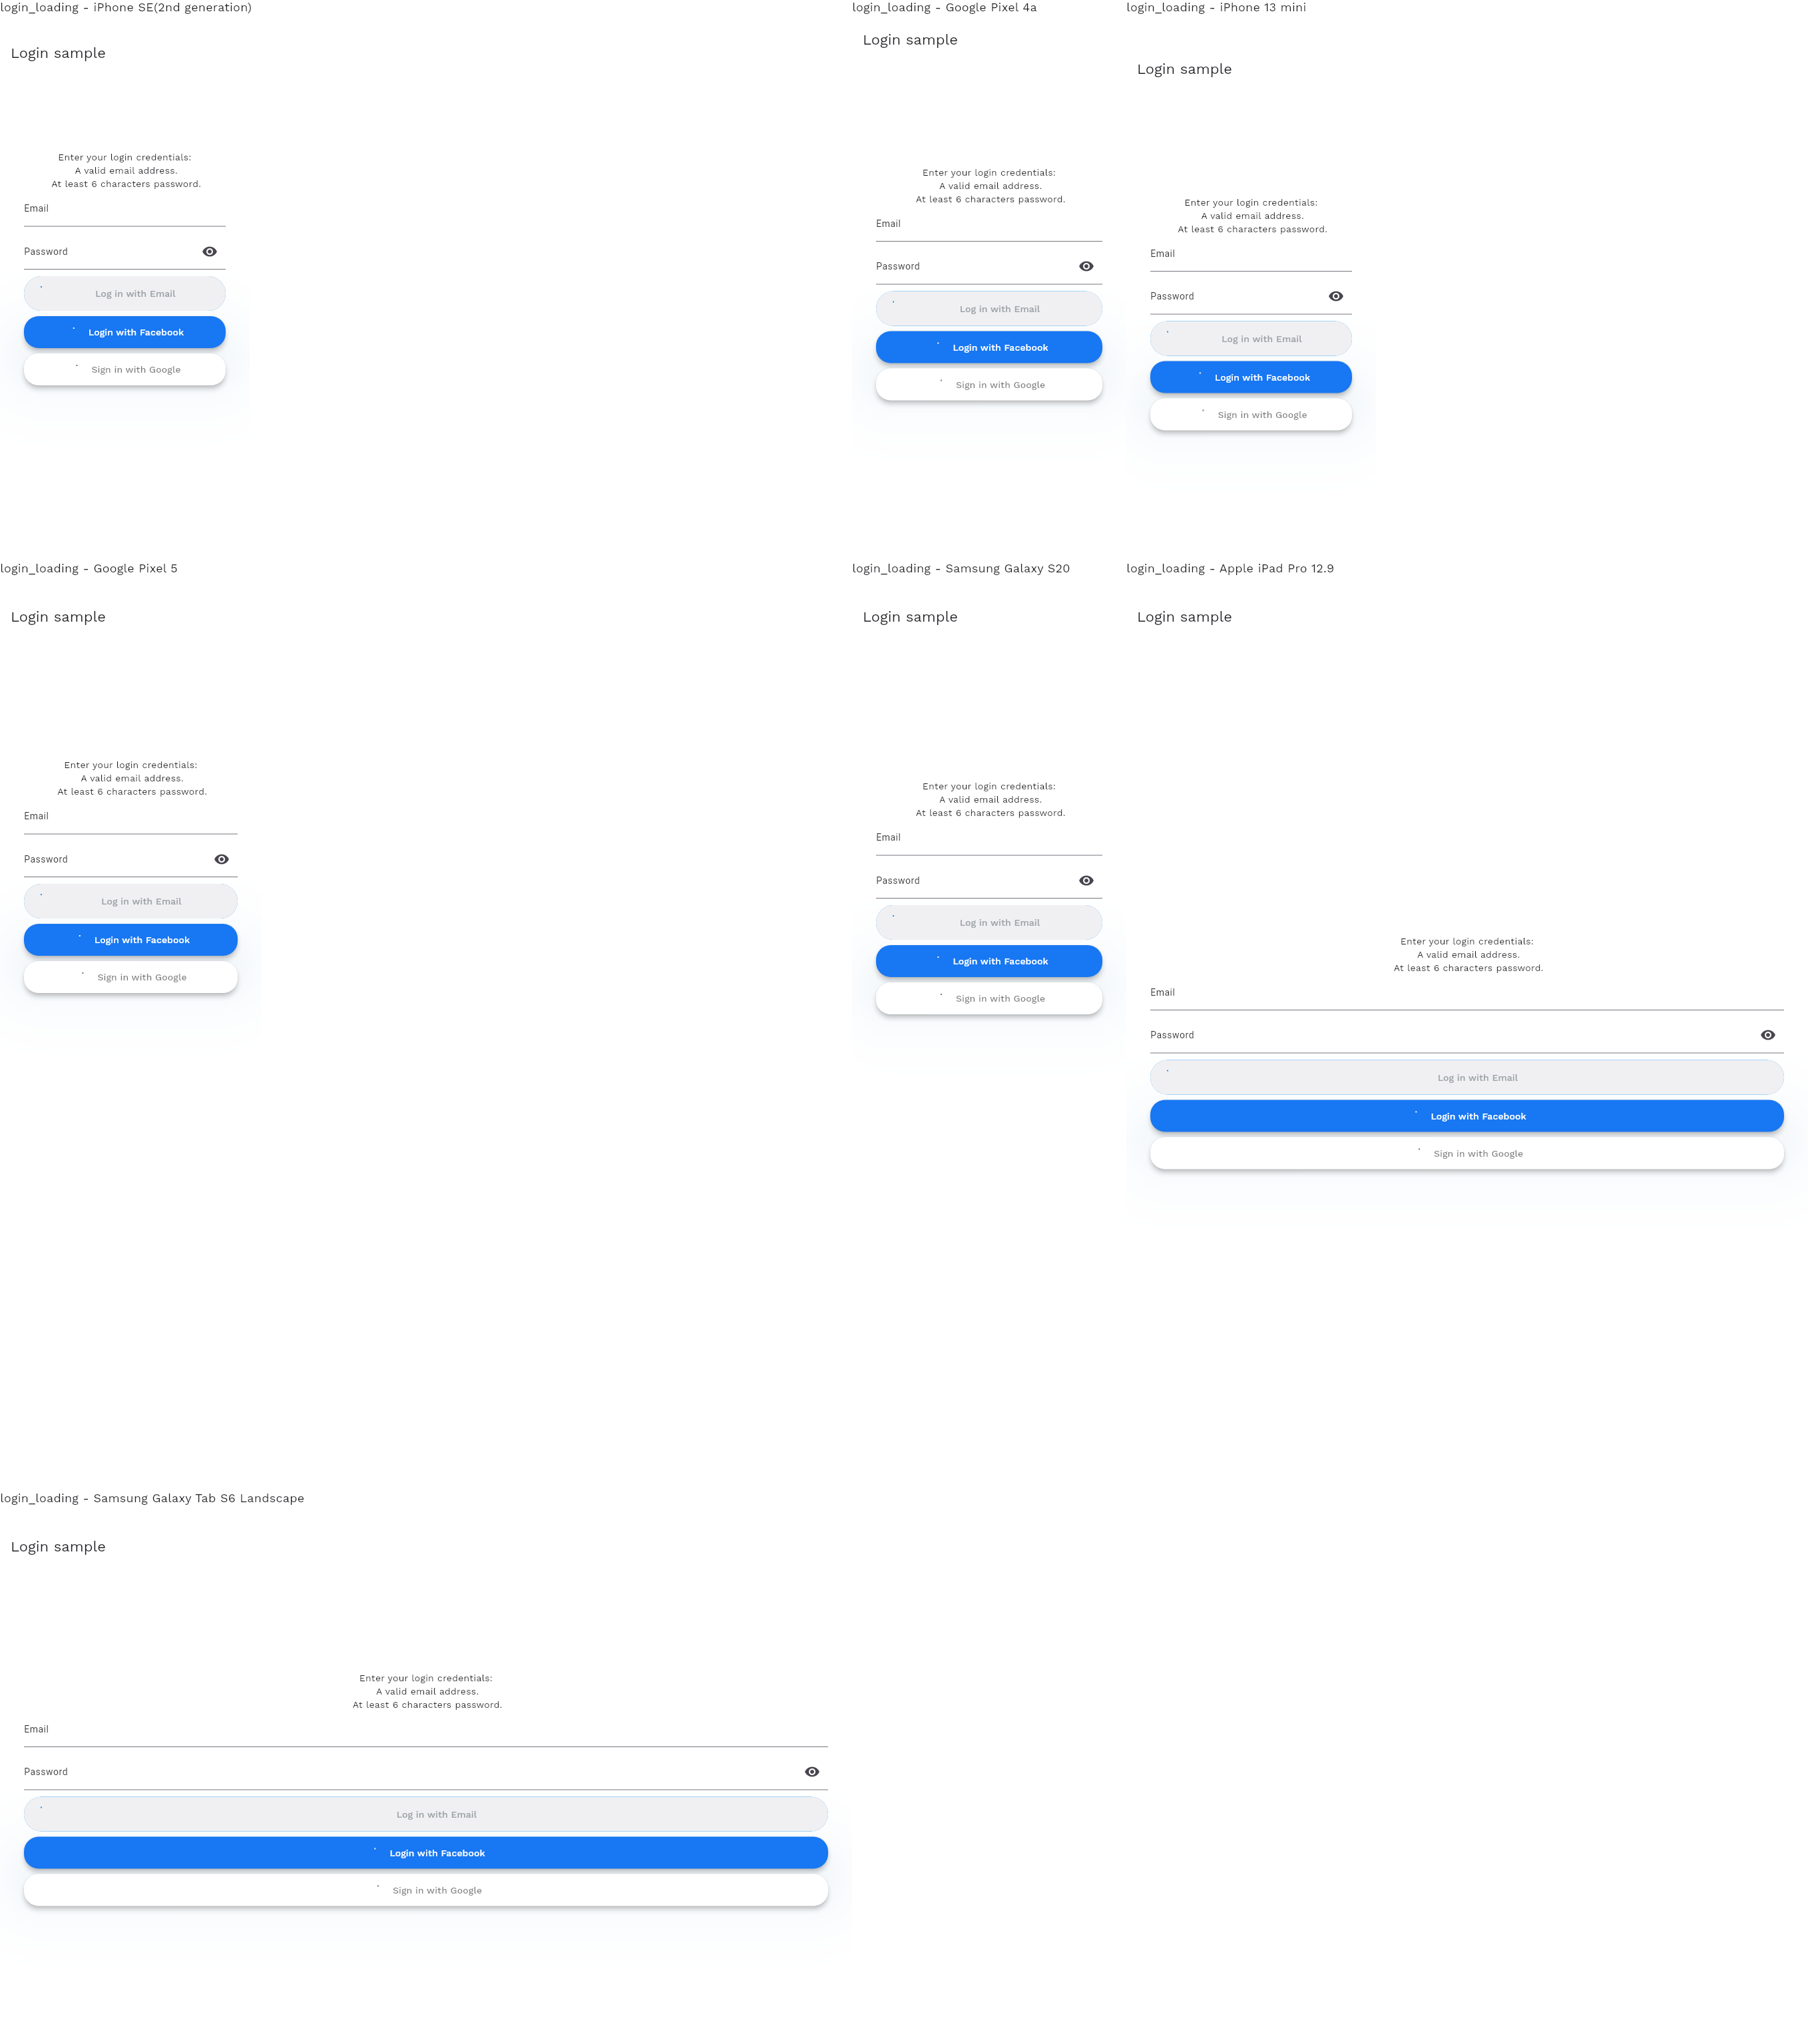 login_loading - iPhone SE(2nd generation)
Login sample
Enter your login credentials:
A valid email address.
At least 6 characters password.
Email
Password
Log in with Email
Login with Facebook
Sign in with Google
login_loading - Google Pixel 4a
Login sample
Enter your login credentials:
A valid email address.
At least 6 characters password.
Email
Password
Log in with Email
Login with Facebook
Sign in with Google
login_loading - iPhone 13 mini
Login sample
Enter your login credentials:
A valid email address.
At least 6 characters password.
Email
Password
Log in with Email
Login with Facebook
Sign in with Google
login_loading - Google Pixel 5
Login sample
Enter your login credentials:
A valid email address.
At least 6 characters password.
Email
Password
Log in with Email
Login with Facebook
Sign in with Google
login_loading - Samsung Galaxy S20
Login sample
Enter your login credentials:
A valid email address.
At least 6 characters password.
Email
Password
Log in with Email
Login with Facebook
Sign in with Google
login_loading - Apple iPad Pro 12.9
Login sample
Enter your login credentials:
A valid email address.
At least 6 characters password.
Email
Password
Log in with Email
Login with Facebook
Sign in with Google
login_loading - Samsung Galaxy Tab S6 Landscape
Login sample
Enter your login credentials:
A valid email address.
At least 6 characters password.
Email
Password
Log in with Email
Login with Facebook
Sign in with Google